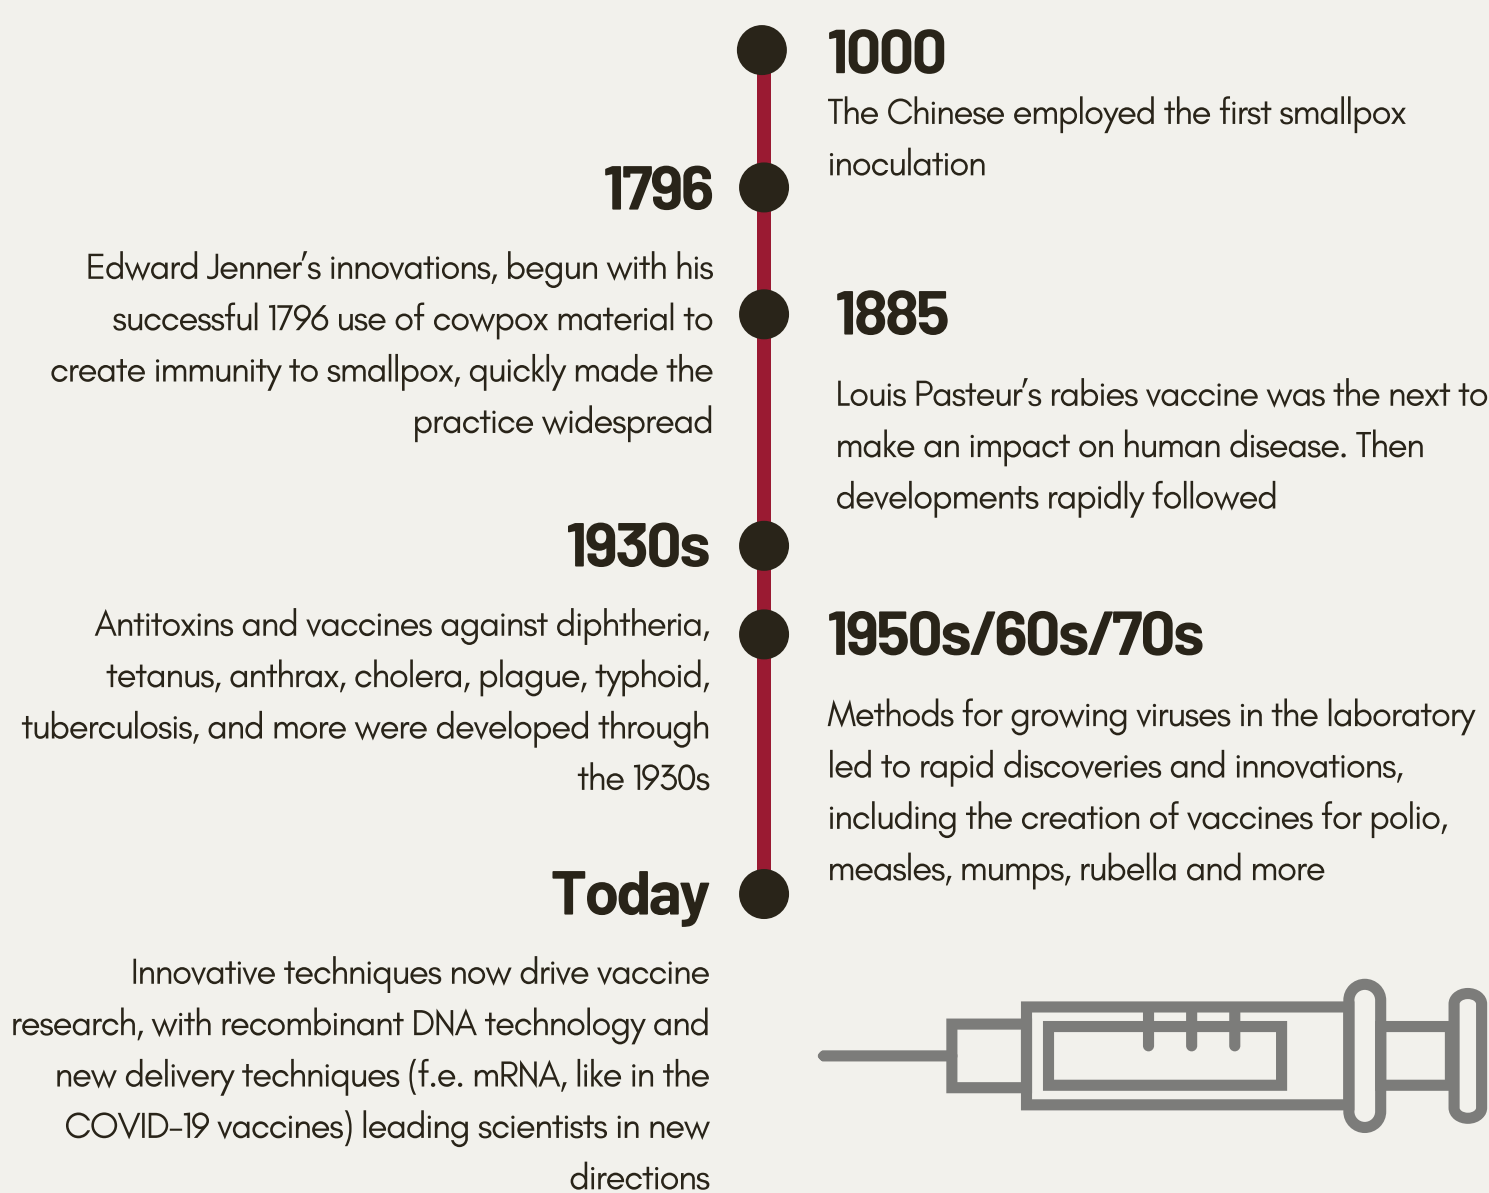 1000
The Chinese employed the first smallpox
inoculation
1796
Edward Jenner’s innovations, begun with his
successful 1796 use of cowpox material to
create immunity to smallpox, quickly made the
practice widespread
1885
Louis Pasteur’s rabies vaccine was the next to
make an impact on human disease. Then
developments rapidly followed
1930s
Antitoxins and vaccines against diphtheria,
tetanus, anthrax, cholera, plague, typhoid,
tuberculosis, and more were developed through
the 1930s
1950s/60s/70s
Methods for growing viruses in the laboratory
led to rapid discoveries and innovations,
including the creation of vaccines for polio,
measles, mumps, rubella and more
Today
Innovative techniques now drive vaccine
research, with recombinant DNA technology and
new delivery techniques (f.e. mRNA, like in the
COVID-19 vaccines) leading scientists in new
directions